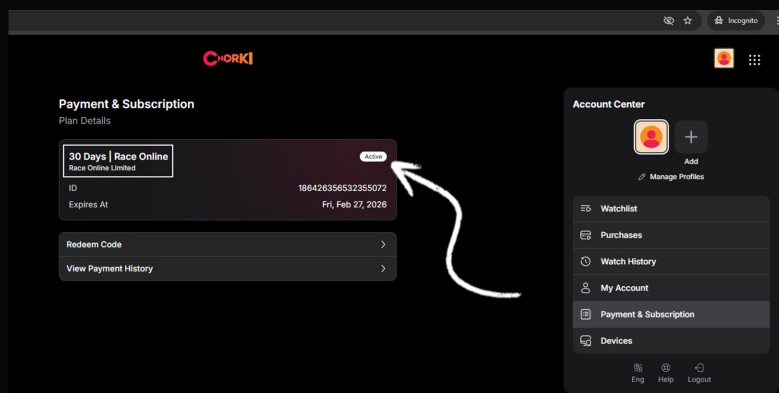 Incognito
CHORKI
Payment & Subscription
Plan Details
30 Days | Race Online
Race Online Limited
Active
ID
186426356532355072
Expires At
Fri, Feb 27, 2026
Redeem Code
View Payment History
Account Center
Add
Manage Profiles
Watchlist
Purchases
Watch History
My Account
Payment & Subscription
Devices
Eng
Help
Logout